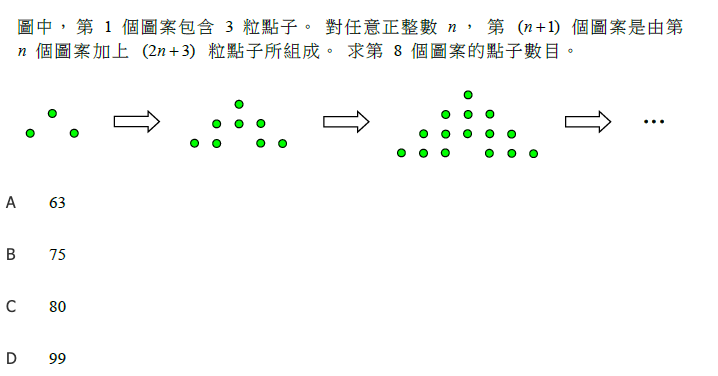 圖中，第 1 個圖案包含 3 粒點子。 對任意正整數 n， 第 (n+1) 個圖案是由第
n 個圖案加上 (2n+3) 粒點子所組成。 求第 8 個圖案的點子數目。
…
A 63
B 75
C 80
D 99